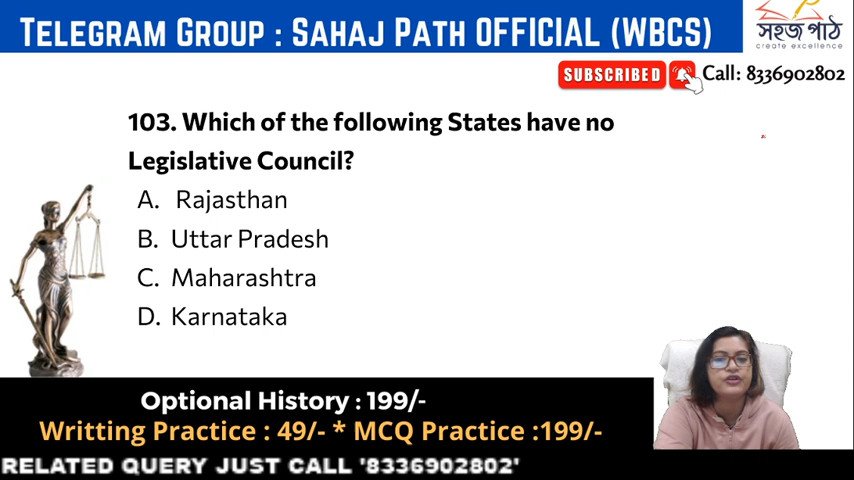 TELEGRAM GROUP : SAHAJ PATH OFFICIAL (WBCS)
সহজ পাঠ
create excellence
SUBSCRIBED
Call: 8336902802
103. Which of the following States have no
Legislative Council?
A. Rajasthan
B. Uttar Pradesh
C. Maharashtra
D. Karnataka
Optional History : 199/-
Writting Practice : 49/- * MCQ Practice :199/-
RELATED QUERY JUST CALL '8336902802'